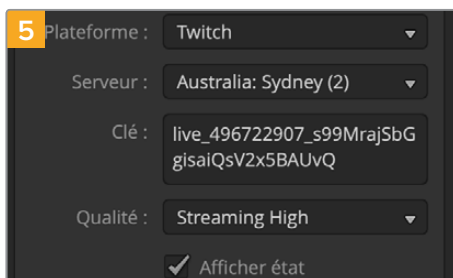 5
Plateforme : Twitch
Serveur : Australia: Sydney (2)
Clé : live_496722907_s99MrajSbG
gisaiQsV2x5BAUvQ
Qualité : Streaming High
Afficher état